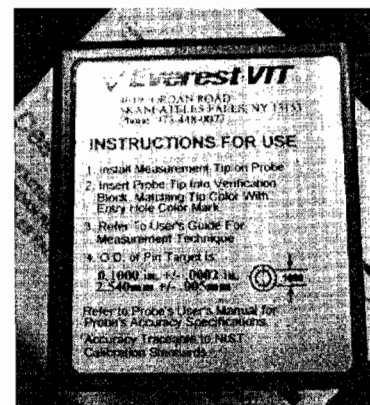 Everest VIT
JORDAN ROAD
SKANEATELES FALLS, NY 13153
Phone
INSTRUCTIONS FOR USE
1. Install Measurement Tip on Probe
2. Insert Probe Tip Into Verification
Block, Matching Tip Color With
Entry Hole Color Mark
3. Refer To User's Guide For
Measurement Technique
4. O.D. of Pin Target is:
0.1000 in. +/- .0002 in.
2.540mm +/- .005mm
Refer to Probe's User's Manual for
Probe's Accuracy Specifications.
Accuracy Traceable to NIST
Calibration Standards.